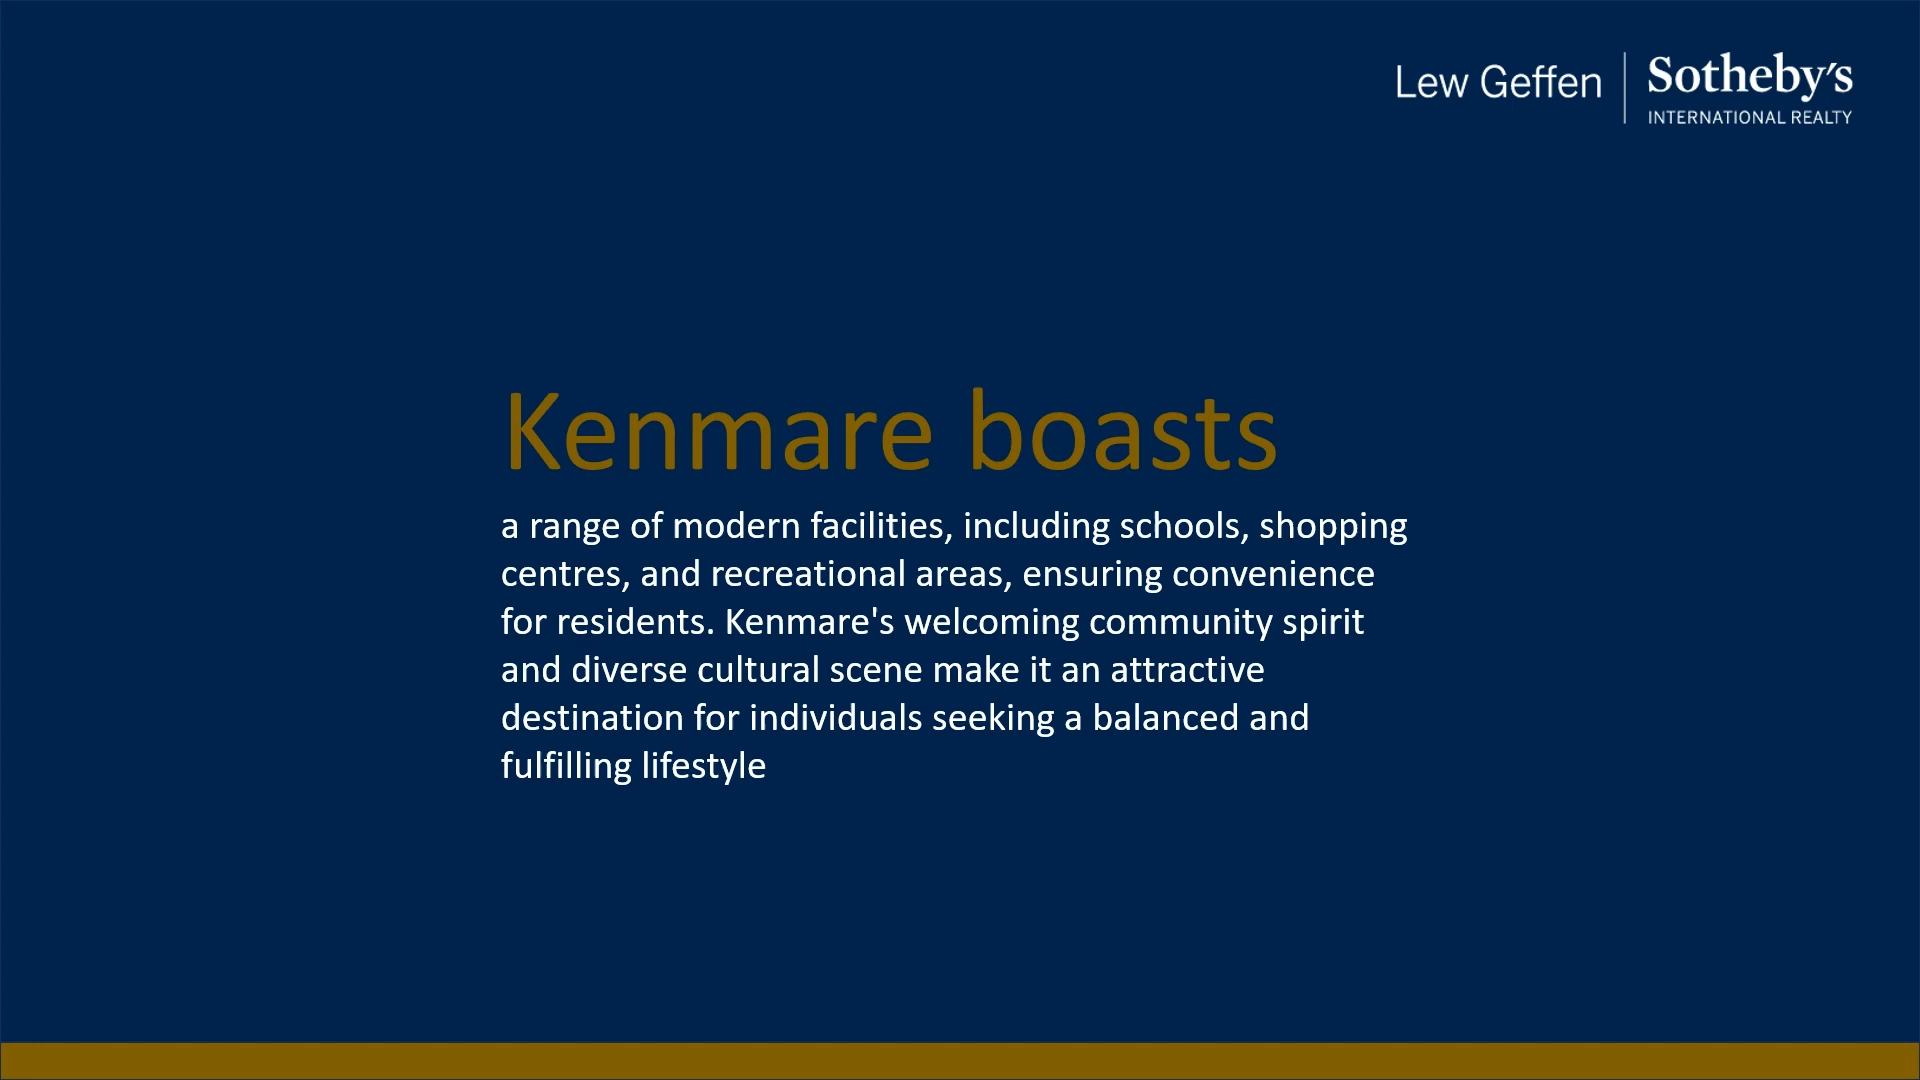 Lew Geffen
Sotheby's
INTERNATIONAL REALTY
Kenmare boasts
a range of modern facilities, including schools, shopping
centres, and recreational areas, ensuring convenience
for residents. Kenmare's welcoming community spirit
and diverse cultural scene make it an attractive
destination for individuals seeking a balanced and
fulfilling lifestyle